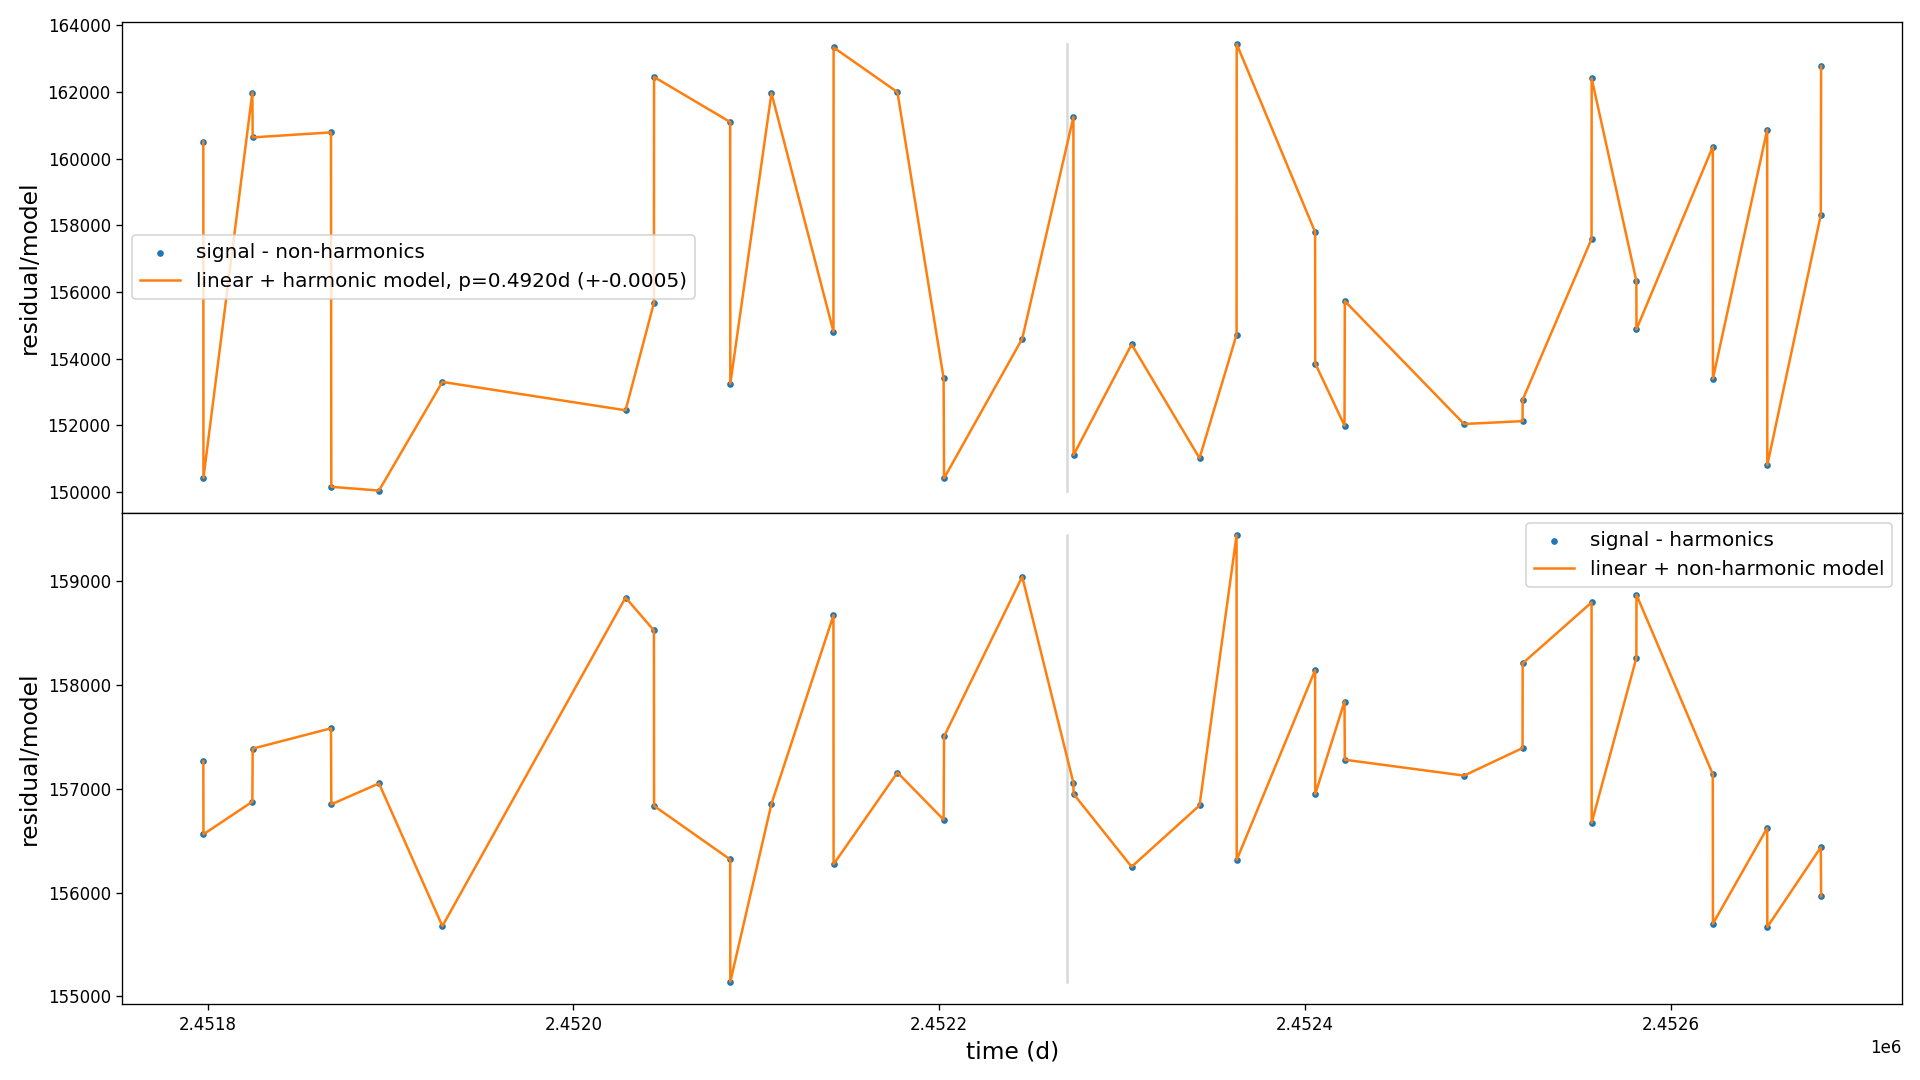 164000
162000
160000
158000
156000
154000
152000
150000
residual/model
signal - non-harmonics
linear + harmonic model, p=0.4920d (+-0.0005)
159000
158000
157000
156000
155000
residual/model
signal - harmonics
linear + non-harmonic model
2.4518 2.4520 2.4522 2.4524 2.4526
1e6
time (d)